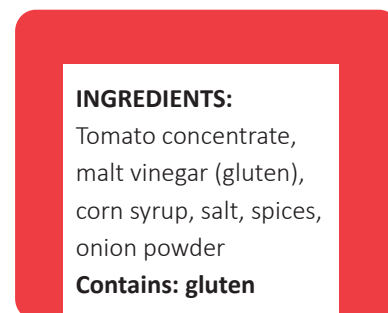 INGREDIENTS:
Tomato concentrate,
malt vinegar (gluten),
corn syrup, salt, spices,
onion powder
Contains: gluten